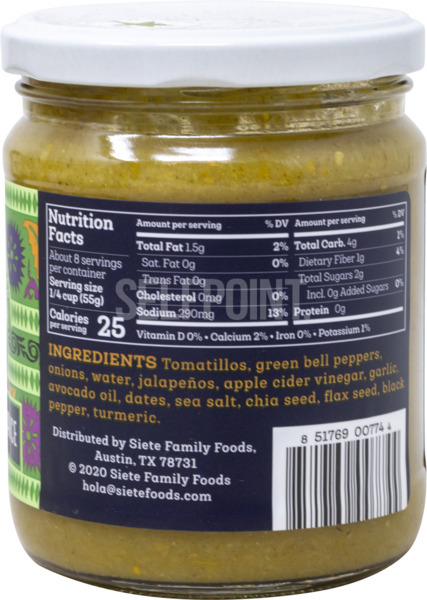 Nutrition
Facts
About 8 servings
per container
Serving size
1/4 cup (55g)
Calories
per serving 25
Amount per serving % DV
Total Fat 1.5g 2%
Sat. Fat 0g 0%
Trans Fat 0g
Cholesterol 0mg 0%
Sodium 290mg 13%
Amount per serving % DV
Total Carb. 4g 1%
Dietary Fiber 1g 4%
Total Sugars 2g
Incl. 0g Added Sugars 0%
Protein 0g
Vitamin D 0% • Calcium 2% • Iron 0% • Potassium 1%
INGREDIENTS Tomatillos, green bell peppers,
onions, water, jalapeños, apple cider vinegar, garlic,
avocado oil, dates, sea salt, chia seed, flax seed, black
pepper, turmeric.
Distributed by Siete Family Foods,
Austin, TX 78731
© 2020 Siete Family Foods
hola@sietefoods.com
8 51769 00774 4